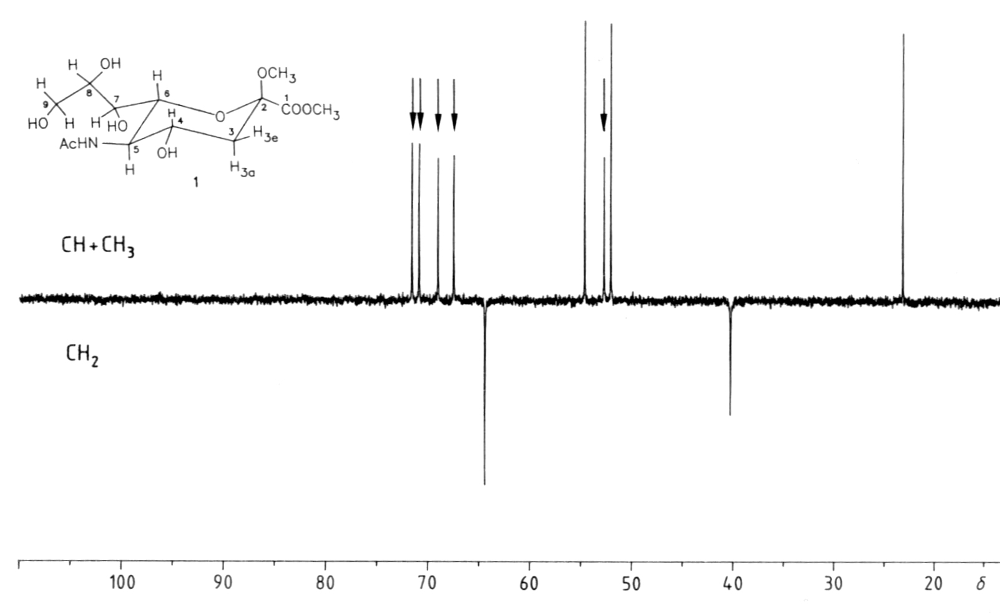 H OH
H
8
9
7
HO H H HO
AcHN
5
H
6
H
H
4
OH
O
OCH3
1
2 COOCH3
3
H3e
H3a
1
CH+CH3
CH2
100 90 80 70 60 50 40 30 20 δ